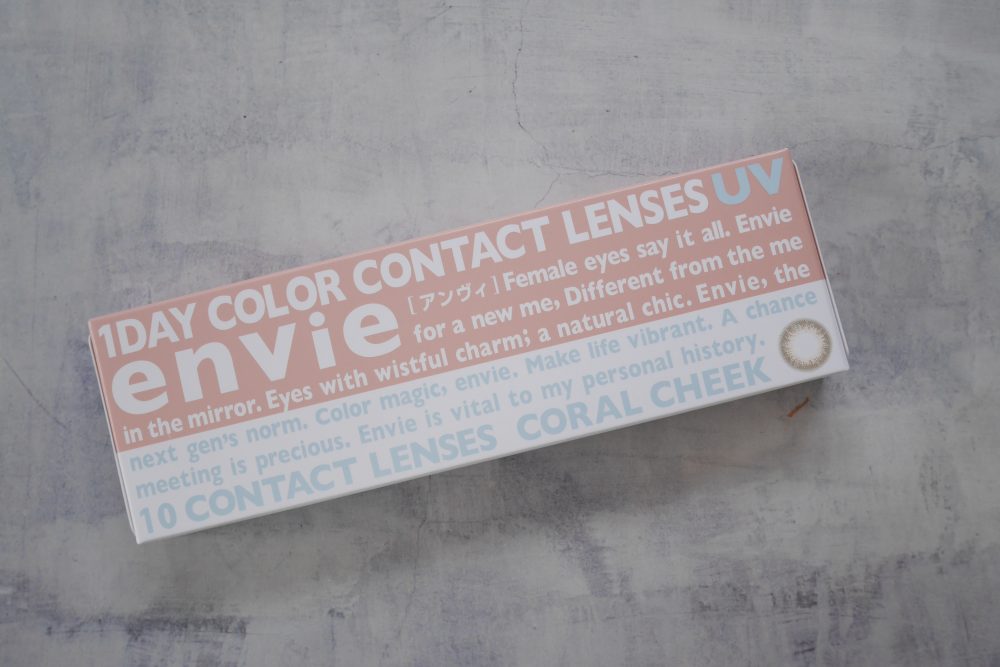 1DAY COLOR CONTACT LENSES UV
envie [アンヴィ] Female eyes say it all. Envie
for a new me, Different from the me
in the mirror. Eyes with wistful charm; a natural chic. Envie, the
next gen's norm. Color magic, envie. Make life vibrant. A chance
meeting is precious. Envie is vital to my personal history.
10 CONTACT LENSES CORAL CHEEK